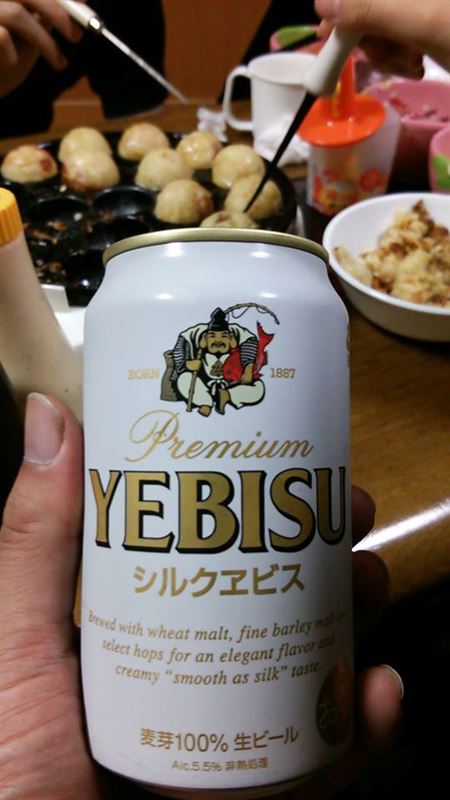 BORN 1887
Premium
YEBISU
シルクヱビス
Brewed with wheat malt, fine barley malt and
select hops for an elegant flavor and
creamy "smooth as silk" taste.
お
麦芽100% 生ビール
Alc.5.5% 非熱処理